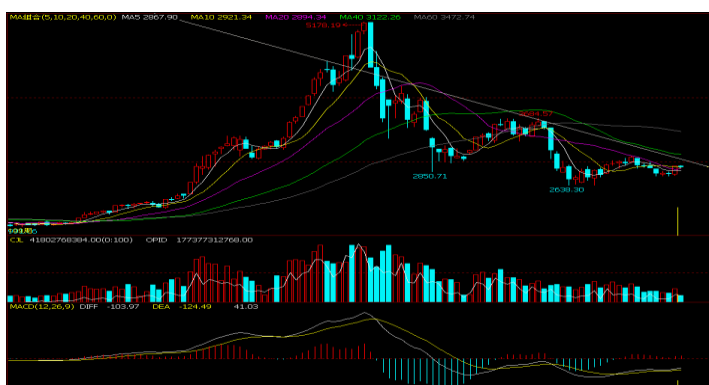 MA组合(5,10,20,40,60,0) MA5 2867.90 MA10 2921.34 MA20 2994.34 MA40 3122.26 MA60 3472.74
5178.19
2850.71
2638.30
CJL 41802768384.00(0:100) OPID 177377312768.00
MACD(12,26,9) DIFF -103.97 DEA -124.49 41.03